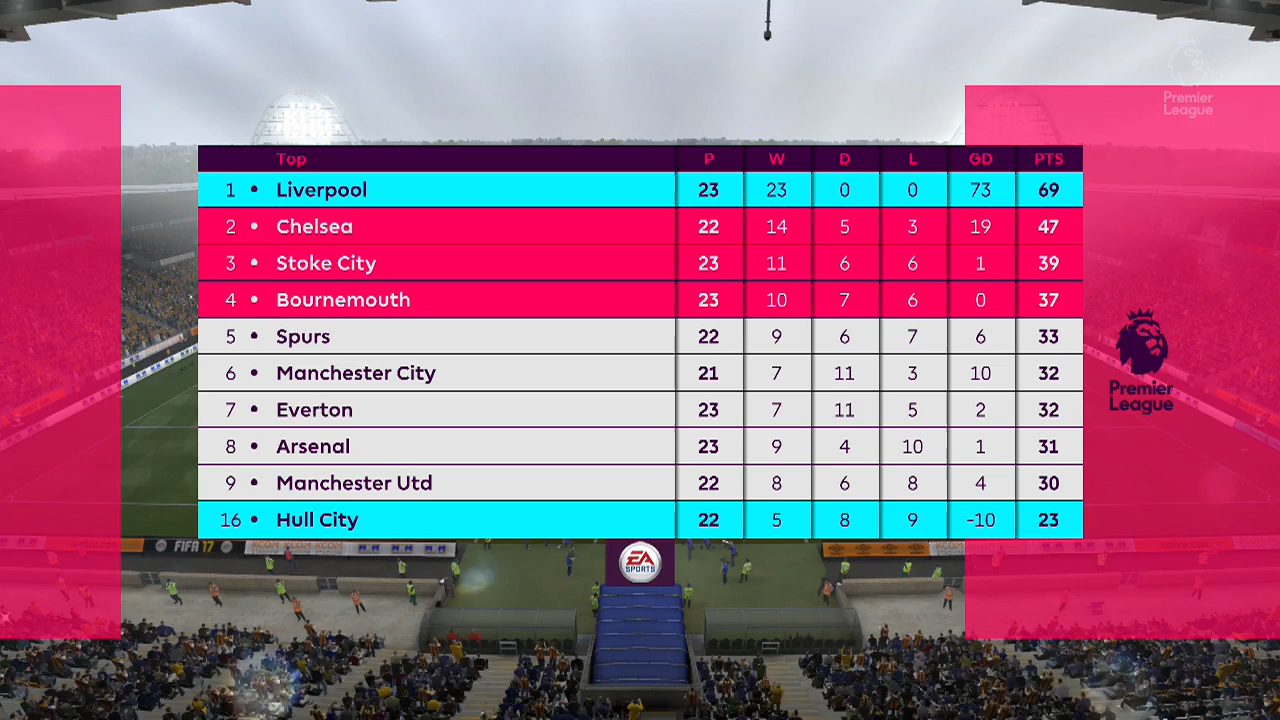 Premier
League
Top P W D L GD PTS
1 • Liverpool 23 23 0 0 73 69
2 • Chelsea 22 14 5 3 19 47
3 • Stoke City 23 11 6 6 1 39
4 • Bournemouth 23 10 7 6 0 37
5 • Spurs 22 9 6 7 6 33
6 • Manchester City 21 7 11 3 10 32
7 • Everton 23 7 11 5 2 32
8 • Arsenal 23 9 4 10 1 31
9 • Manchester Utd 22 8 6 8 4 30
16 • Hull City 22 5 8 9 -10 23
Premier
League
FIFA 17
EA
SPORTS